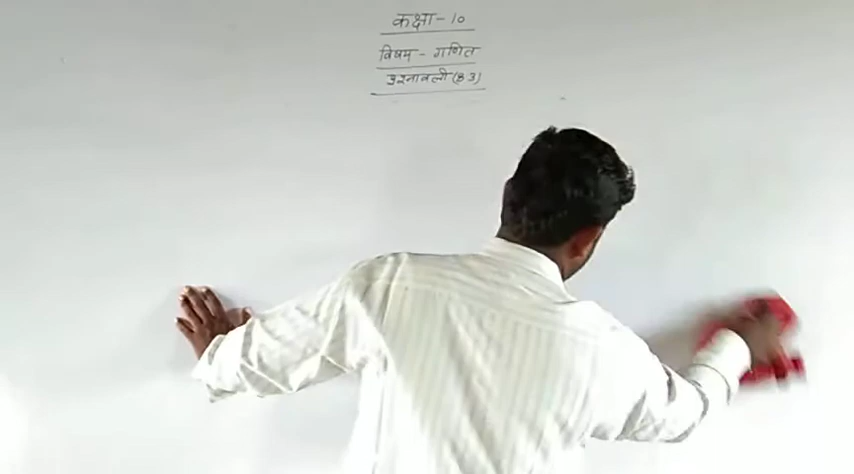 कक्षा - 10
विषय - गणित
प्रश्नावली (8.3)